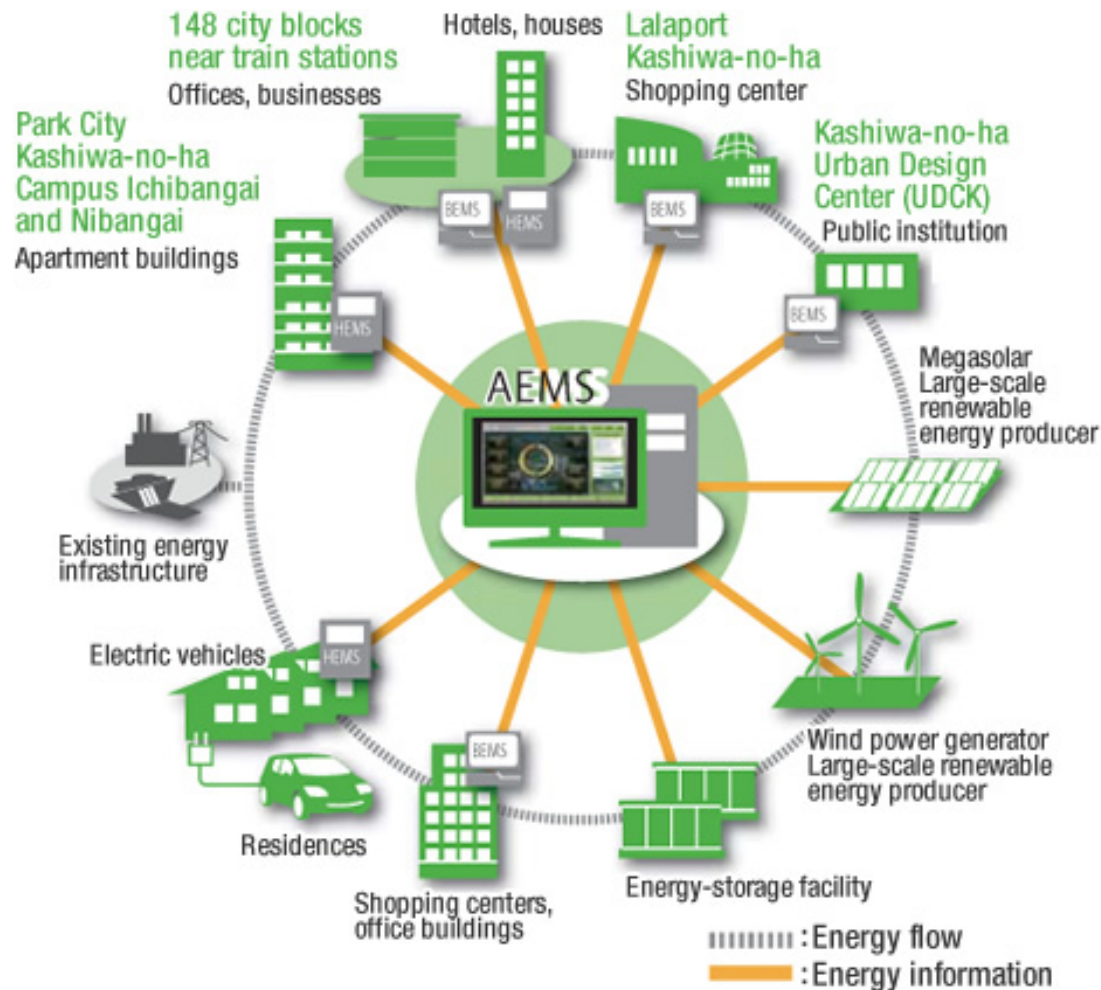 148 city blocks
near train stations
Offices, businesses
Hotels, houses
Lalaport
Kashiwa-no-ha
Shopping center
Park City
Kashiwa-no-ha
Campus Ichibangai
and Nibangai
Apartment buildings
Kashiwa-no-ha
Urban Design
Center (UDCK)
Public institution
BEMS
HEMS
BEMS
BEMS
HEMS
AEMS
Megasolar
Large-scale
renewable
energy producer
Existing energy
infrastructure
Electric vehicles
HEMS
Residences
BEMS
Shopping centers,
office buildings
Energy-storage facility
Wind power generator
Large-scale renewable
energy producer
:Energy flow
:Energy information